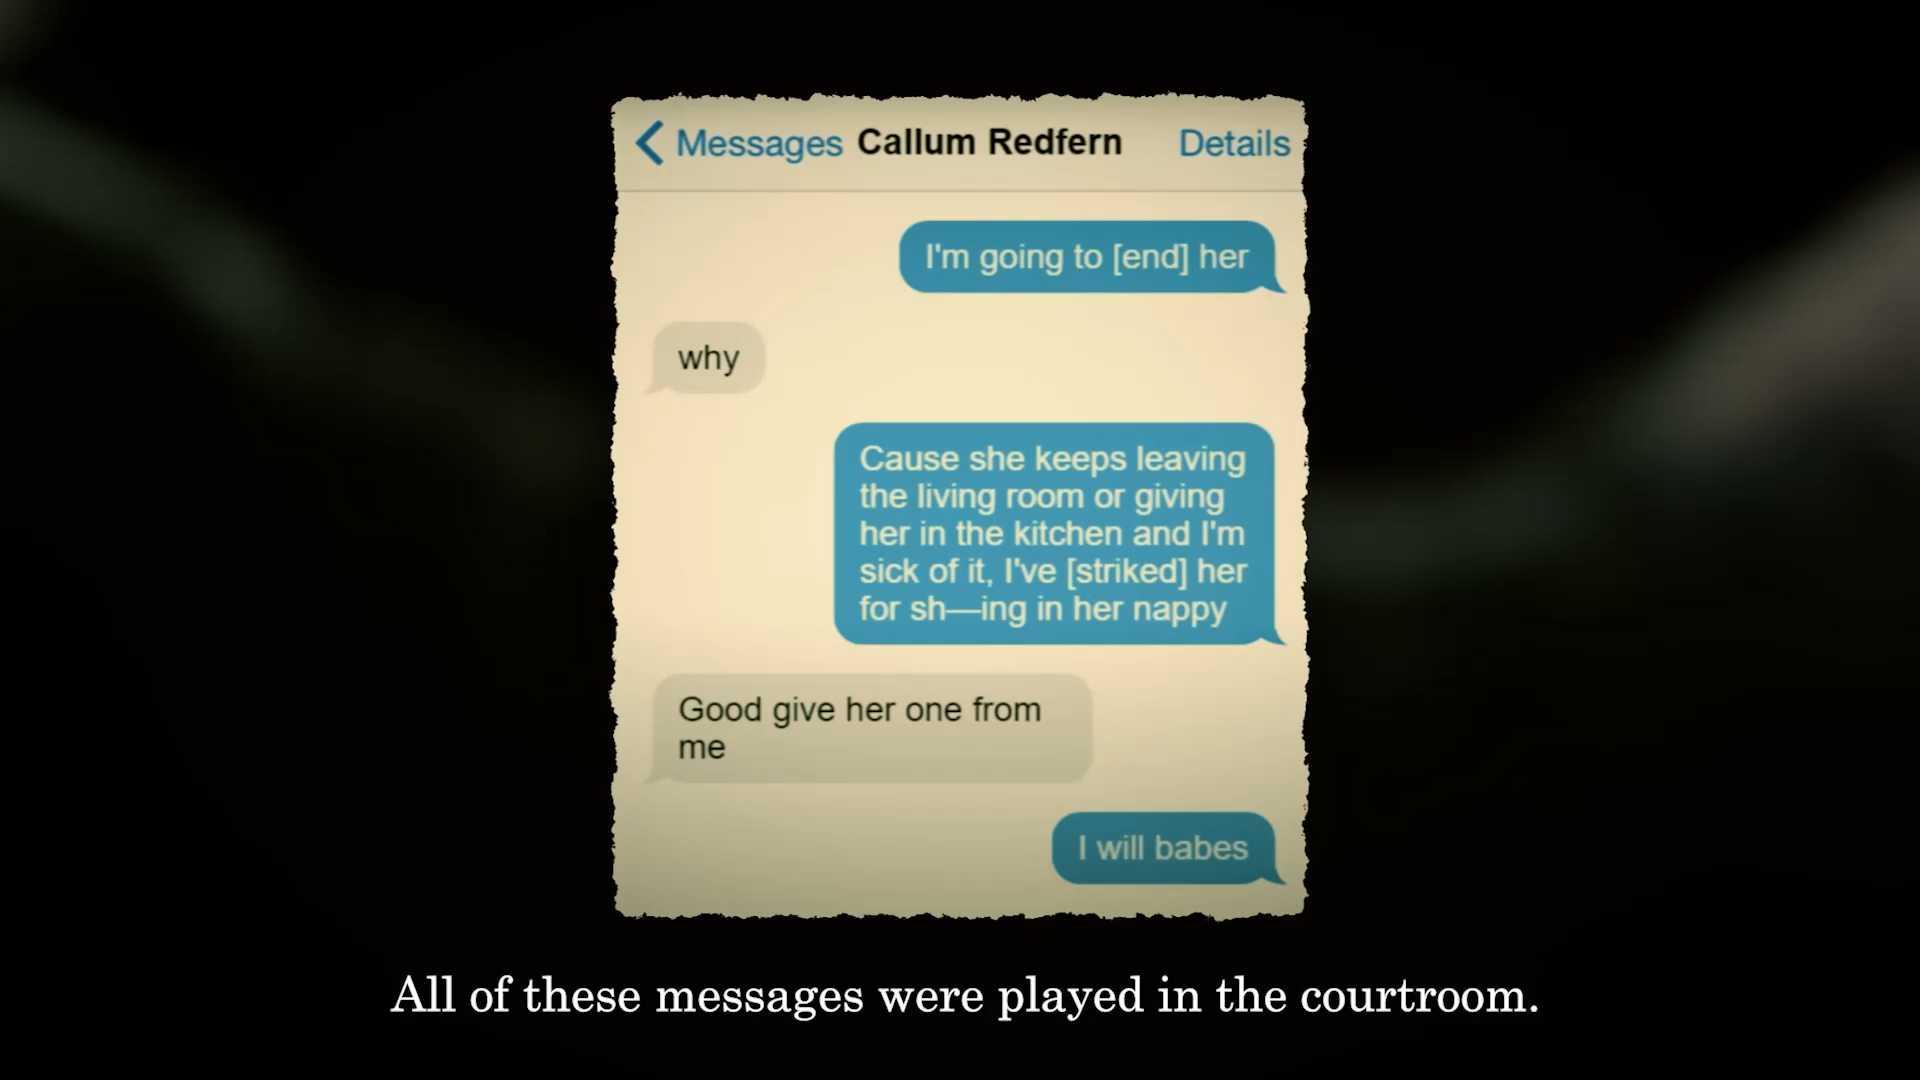 Messages Callum Redfern Details
I'm going to [end] her
why
Cause she keeps leaving
the living room or giving
her in the kitchen and I'm
sick of it, I've [striked] her
for sh—ing in her nappy
Good give her one from
me
I will babes
All of these messages were played in the courtroom.